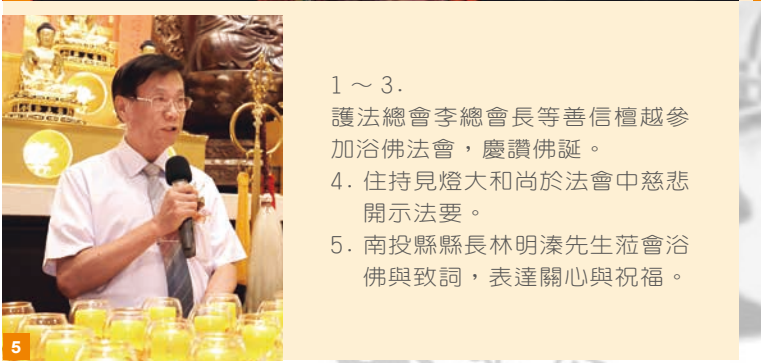 1～3.
護法總會李總會長等善信檀越參
加浴佛法會，慶讚佛誕。
4. 住持見燈大和尚於法會中慈悲
開示法要。
5. 南投縣縣長林明溱先生蒞會浴
佛與致詞，表達關心與祝福。
5